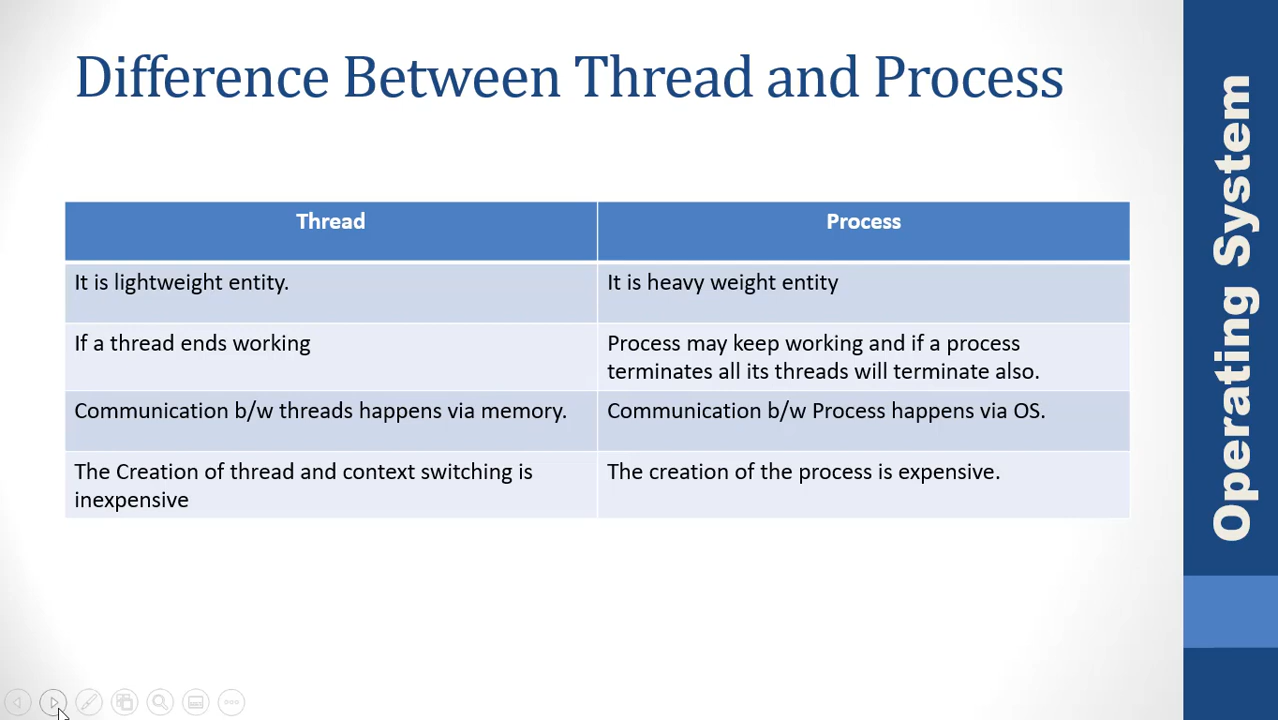 Difference Between Thread and Process
Thread
Process
It is lightweight entity.
It is heavy weight entity
If a thread ends working
Process may keep working and if a process
terminates all its threads will terminate also.
Communication b/w threads happens via memory.
Communication b/w Process happens via OS.
The Creation of thread and context switching is
inexpensive
The creation of the process is expensive.
Operating System